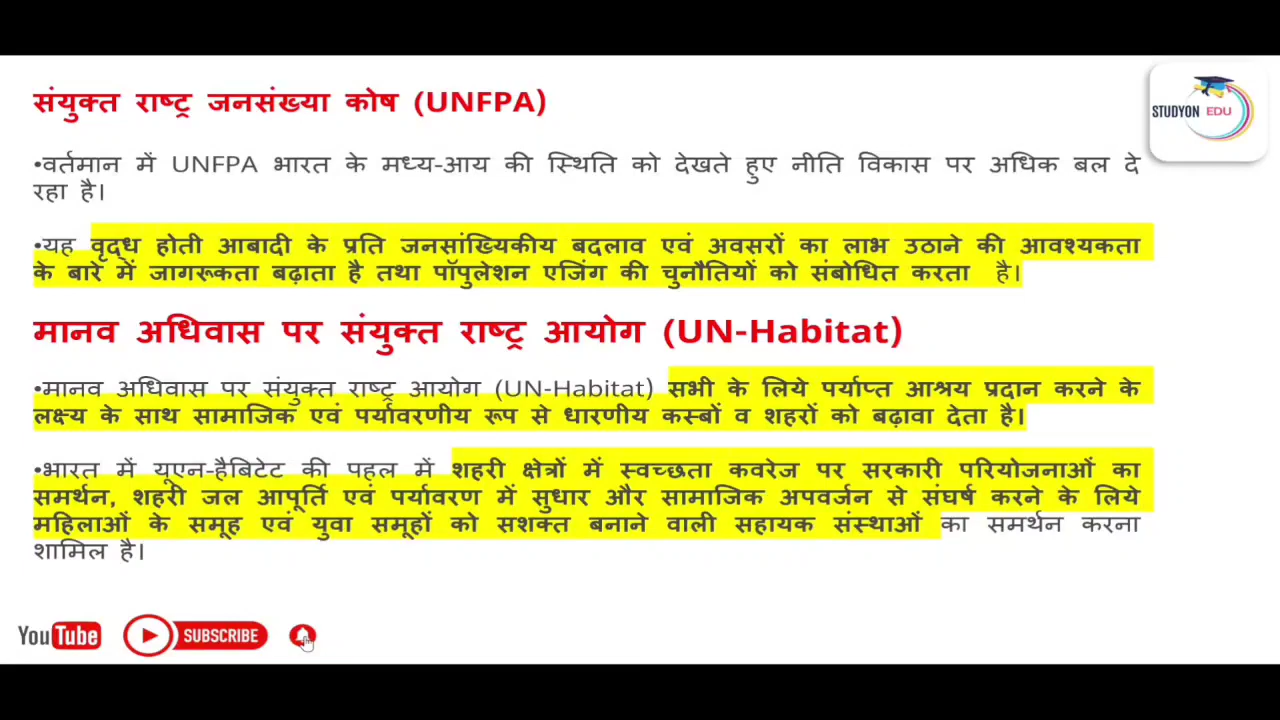 संयुक्त राष्ट्र जनसंख्या कोष (UNFPA)
STUDYON EDU
•वर्तमान में UNFPA भारत के मध्य-आय की स्थिति को देखते हुए नीति विकास पर अधिक बल दे
रहा है।
•यह वृद्ध होती आबादी के प्रति जनसांख्यिकीय बदलाव एवं अवसरों का लाभ उठाने की आवश्यकता
के बारे में जागरूकता बढ़ाता है तथा पॉपुलेशन एजिंग की चुनौतियों को संबोधित करता है।
मानव अधिवास पर संयुक्त राष्ट्र आयोग (UN-Habitat)
•मानव अधिवास पर संयुक्त राष्ट्र आयोग (UN-Habitat) सभी के लिये पर्याप्त आश्रय प्रदान करने के
लक्ष्य के साथ सामाजिक एवं पर्यावरणीय रूप से धारणीय कस्बों व शहरों को बढ़ावा देता है।
•भारत में यूएन-हैबिटेट की पहल में शहरी क्षेत्रों में स्वच्छता कवरेज पर सरकारी परियोजनाओं का
समर्थन, शहरी जल आपूर्ति एवं पर्यावरण में सुधार और सामाजिक अपवर्जन से संघर्ष करने के लिये
महिलाओं के समूह एवं युवा समूहों को सशक्त बनाने वाली सहायक संस्थाओं का समर्थन करना
शामिल है।
YouTube SUBSCRIBE